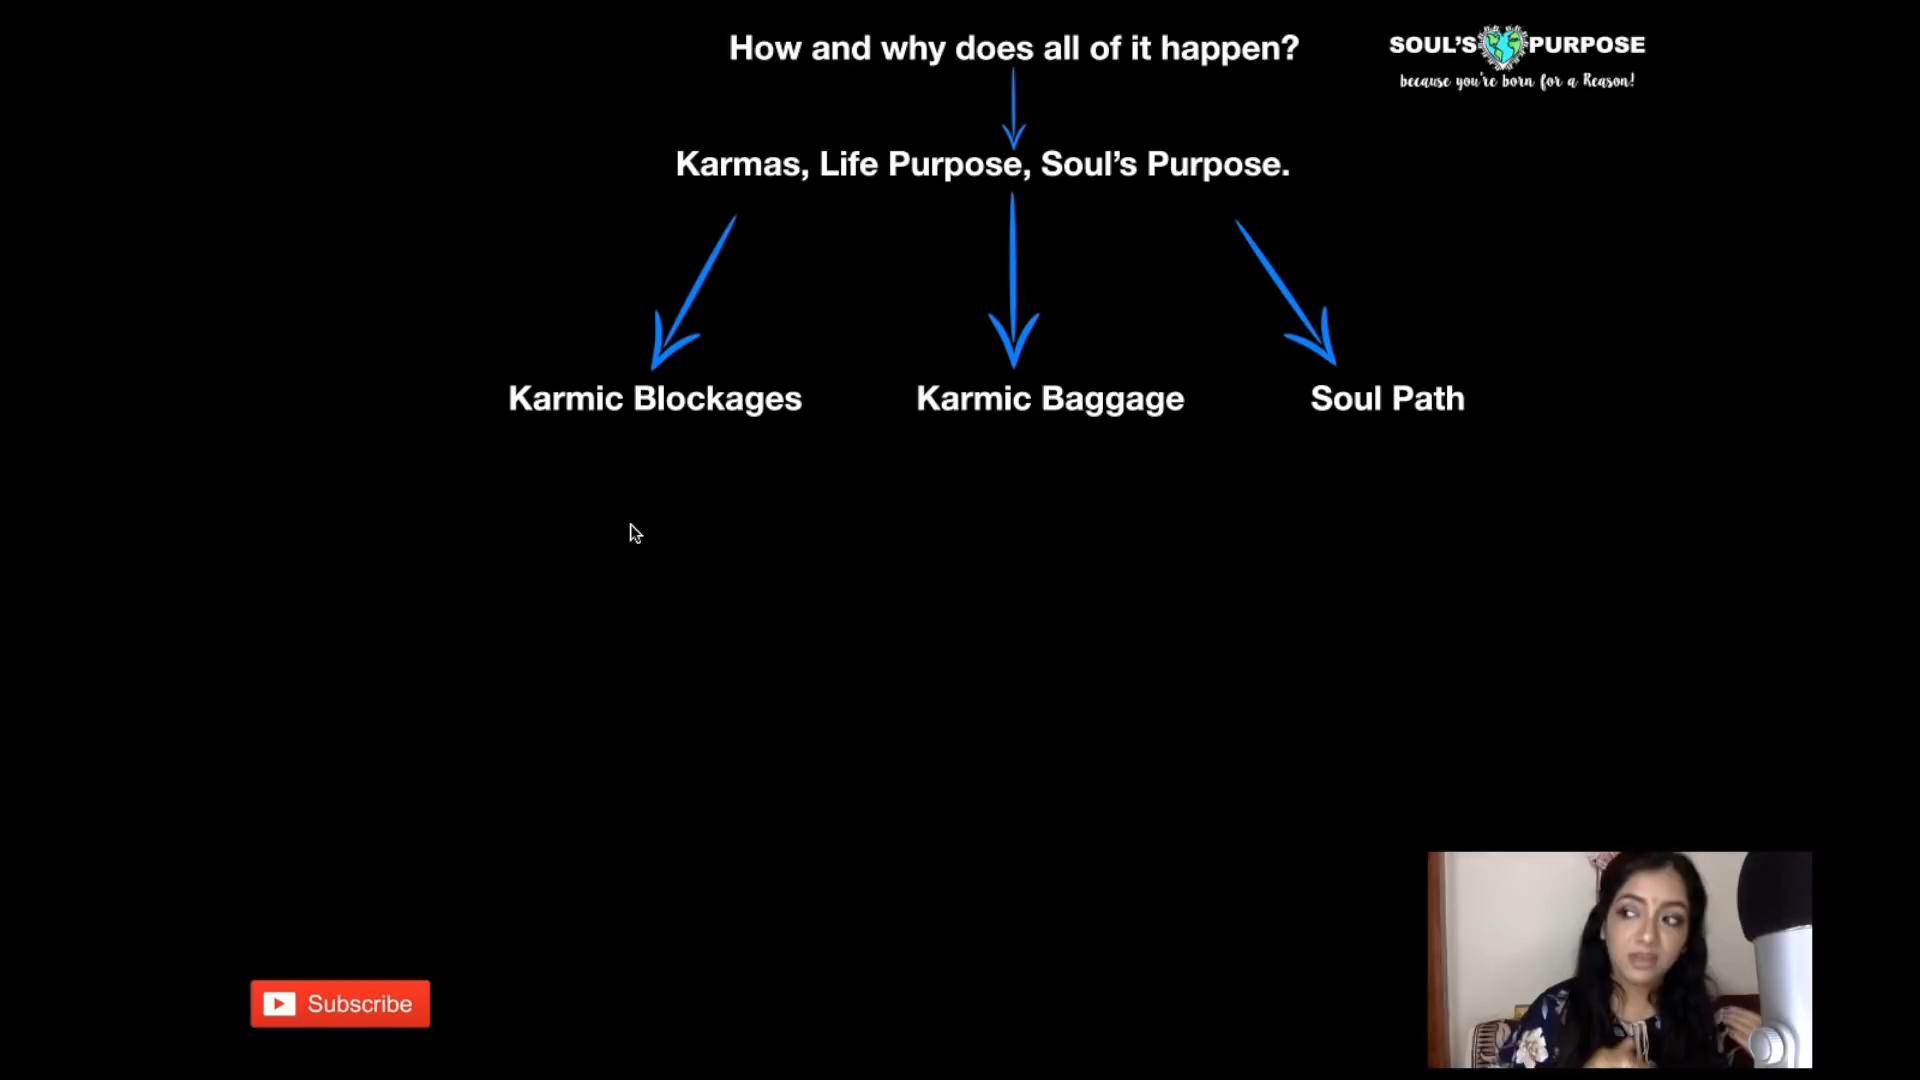 How and why does all of it happen?
SOUL'S PURPOSE
because you're born for a Reason!
Karmas, Life Purpose, Soul’s Purpose.
Karmic Blockages
Karmic Baggage
Soul Path
Subscribe